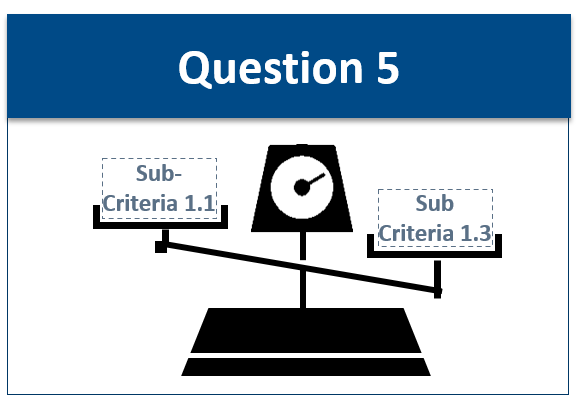 Question 5
Sub-
Criteria 1.1
Sub
Criteria 1.3